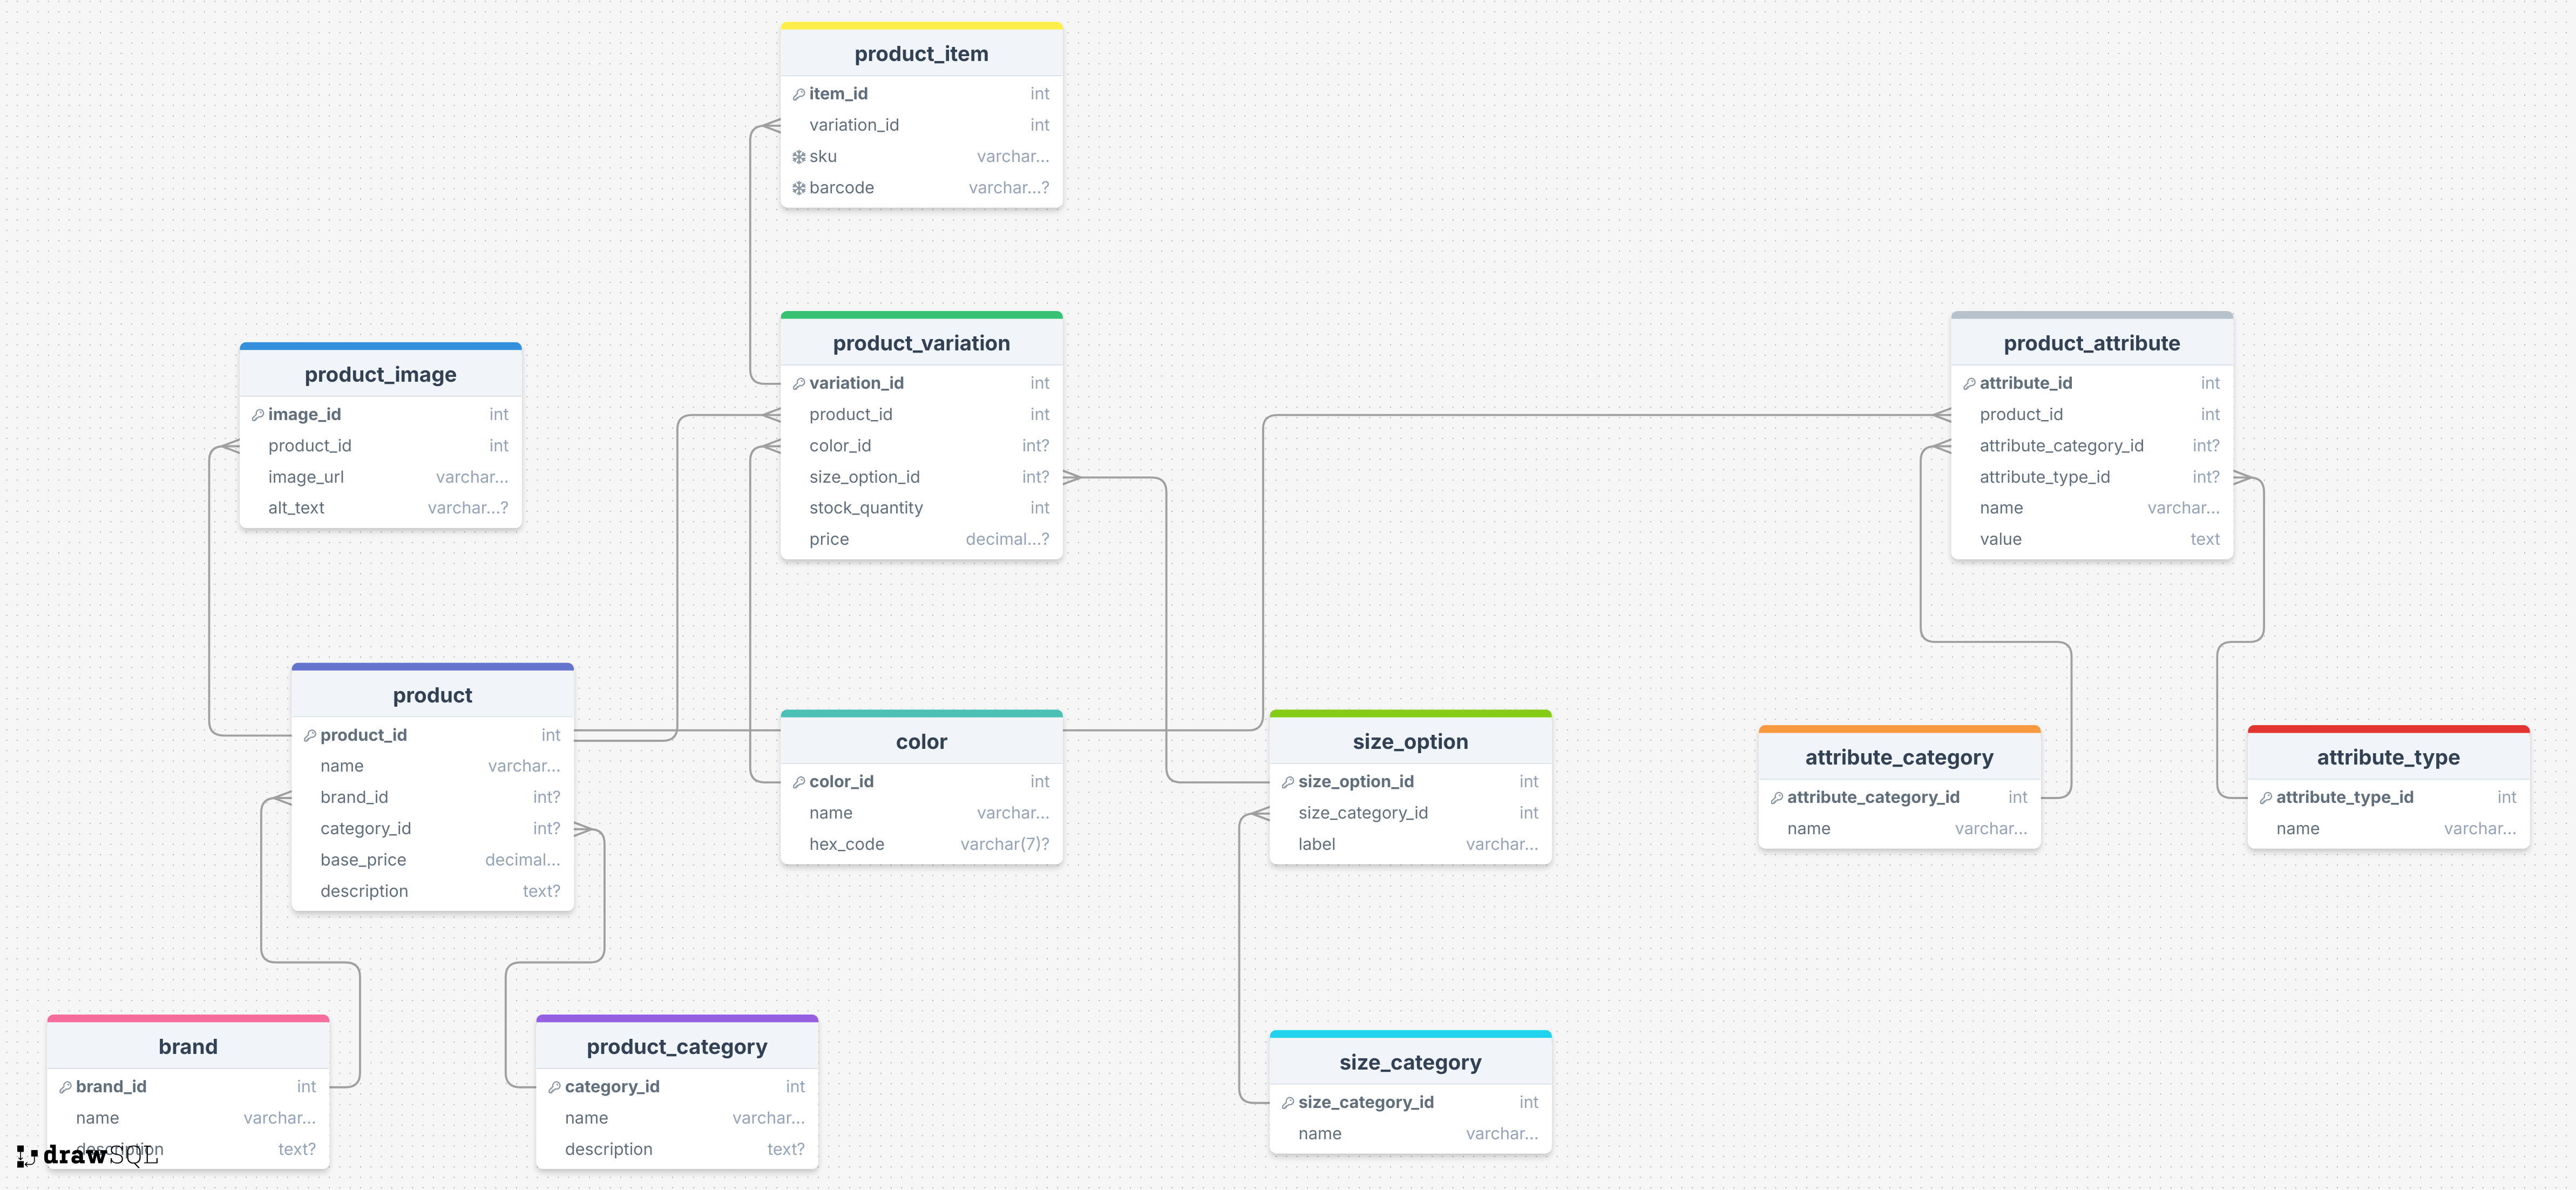 product_item
item_id int
variation_id int
sku varchar...
barcode varchar...?
product_image
image_id int
product_id int
image_url varchar...
alt_text varchar...?
product_variation
variation_id int
product_id int
color_id int?
size_option_id int?
stock_quantity int
price decimal...?
product_attribute
attribute_id int
product_id int
attribute_category_id int?
attribute_type_id int?
name varchar...
value text
product
product_id int
name varchar...
brand_id int?
category_id int?
base_price decimal...
description text?
color
color_id int
name varchar...
hex_code varchar(7)?
size_option
size_option_id int
size_category_id int
label varchar...
attribute_category
attribute_category_id int
name varchar...
attribute_type
attribute_type_id int
name varchar...
brand
brand_id int
name varchar...
description text?
product_category
category_id int
name varchar...
description text?
size_category
size_category_id int
name varchar...
drawSQL